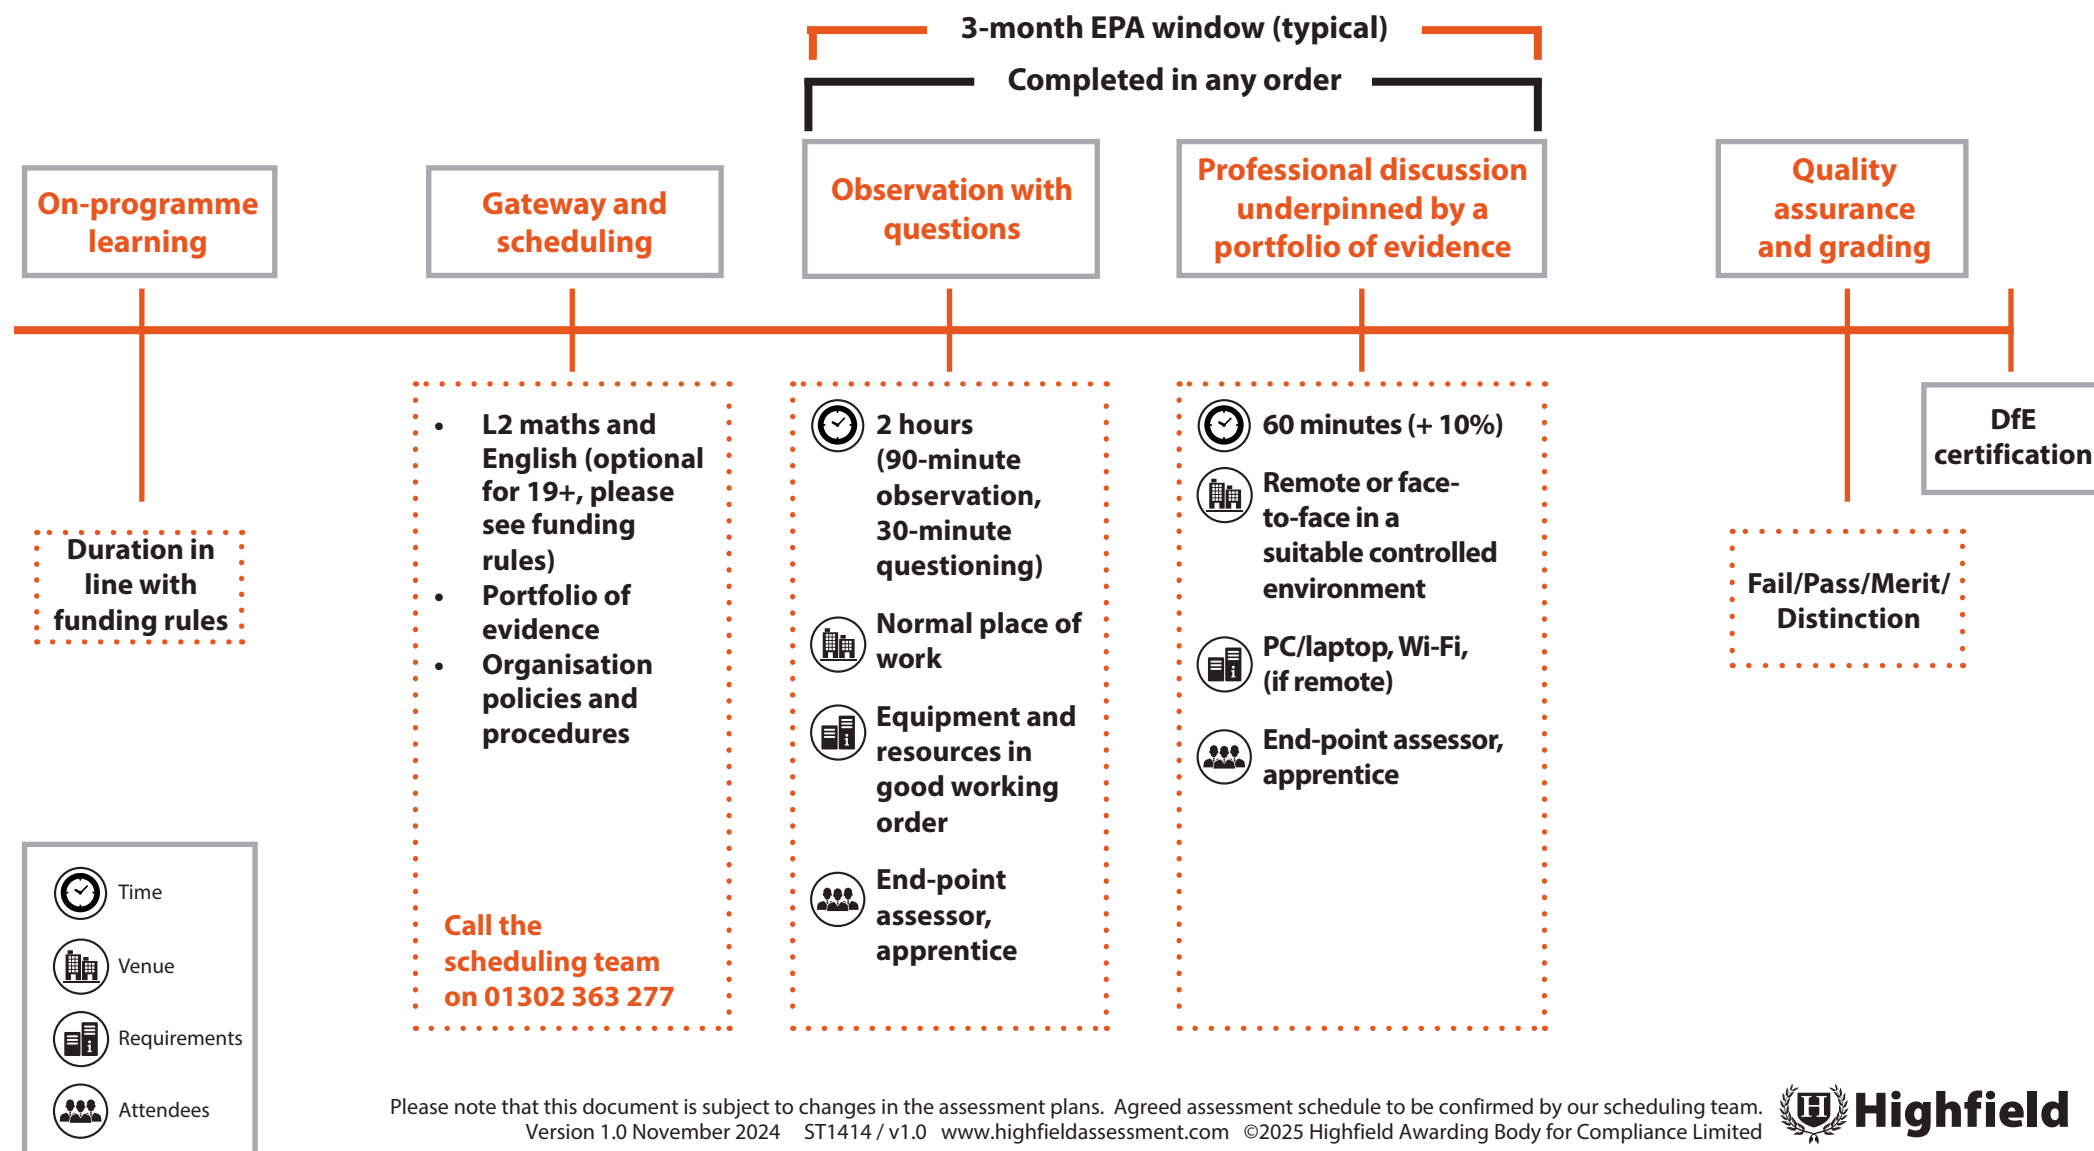 3-month EPA window (typical)
Completed in any order
On-programme
learning
Gateway and
scheduling
Observation with
questions
Professional discussion
underpinned by a
portfolio of evidence
Quality
assurance
and grading
Duration in
line with
funding rules
• L2 maths and
English (optional
for 19+, please
see funding
rules)
• Portfolio of
evidence
• Organisation
policies and
procedures
Call the
scheduling team
on 01302 363 277
2 hours
(90-minute
observation,
30-minute
questioning)
Normal place of
work
Equipment and
resources in
good working
order
End-point
assessor,
apprentice
60 minutes (+ 10%)
Remote or face-
to-face in a
suitable controlled
environment
PC/laptop, Wi-Fi,
(if remote)
End-point assessor,
apprentice
Fail/Pass/Merit/
Distinction
DfE
certification
Time
Venue
Requirements
Attendees
Please note that this document is subject to changes in the assessment plans. Agreed assessment schedule to be confirmed by our scheduling team.
Version 1.0 November 2024 ST1414 / v1.0 www.highfieldassessment.com ©2025 Highfield Awarding Body for Compliance Limited
H Highfield